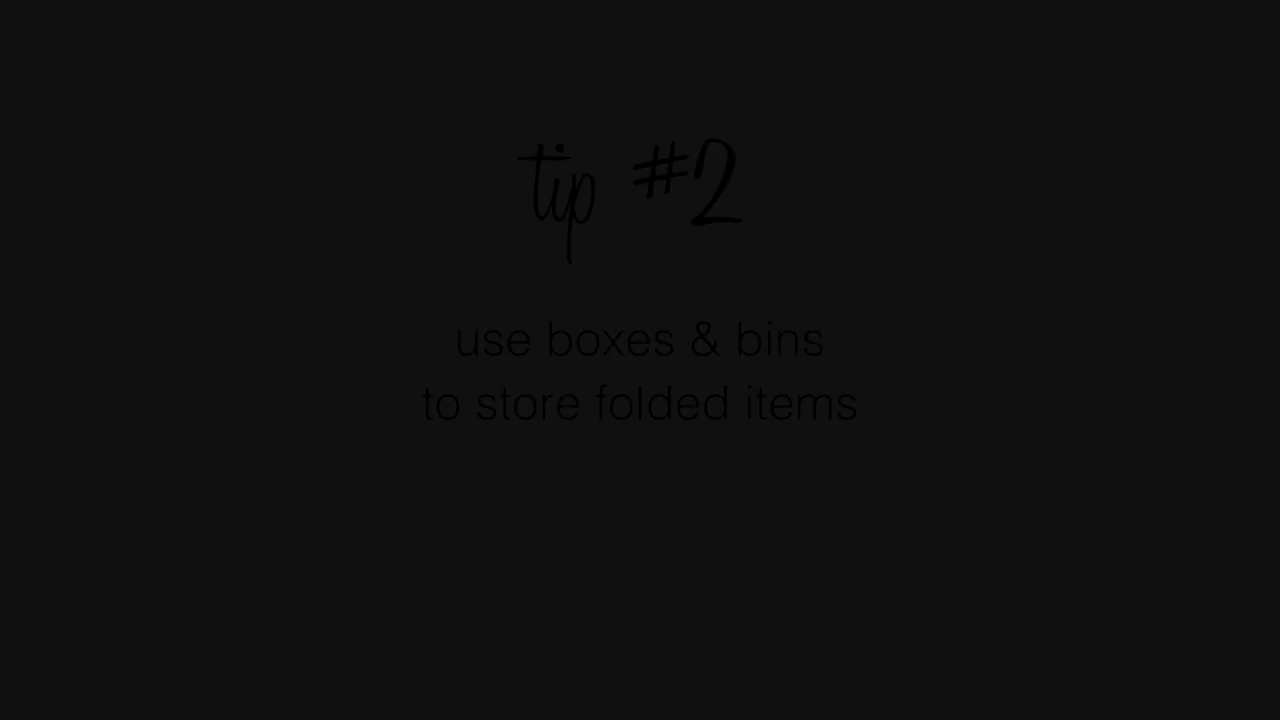 tip #2
use boxes & bins
to store folded items